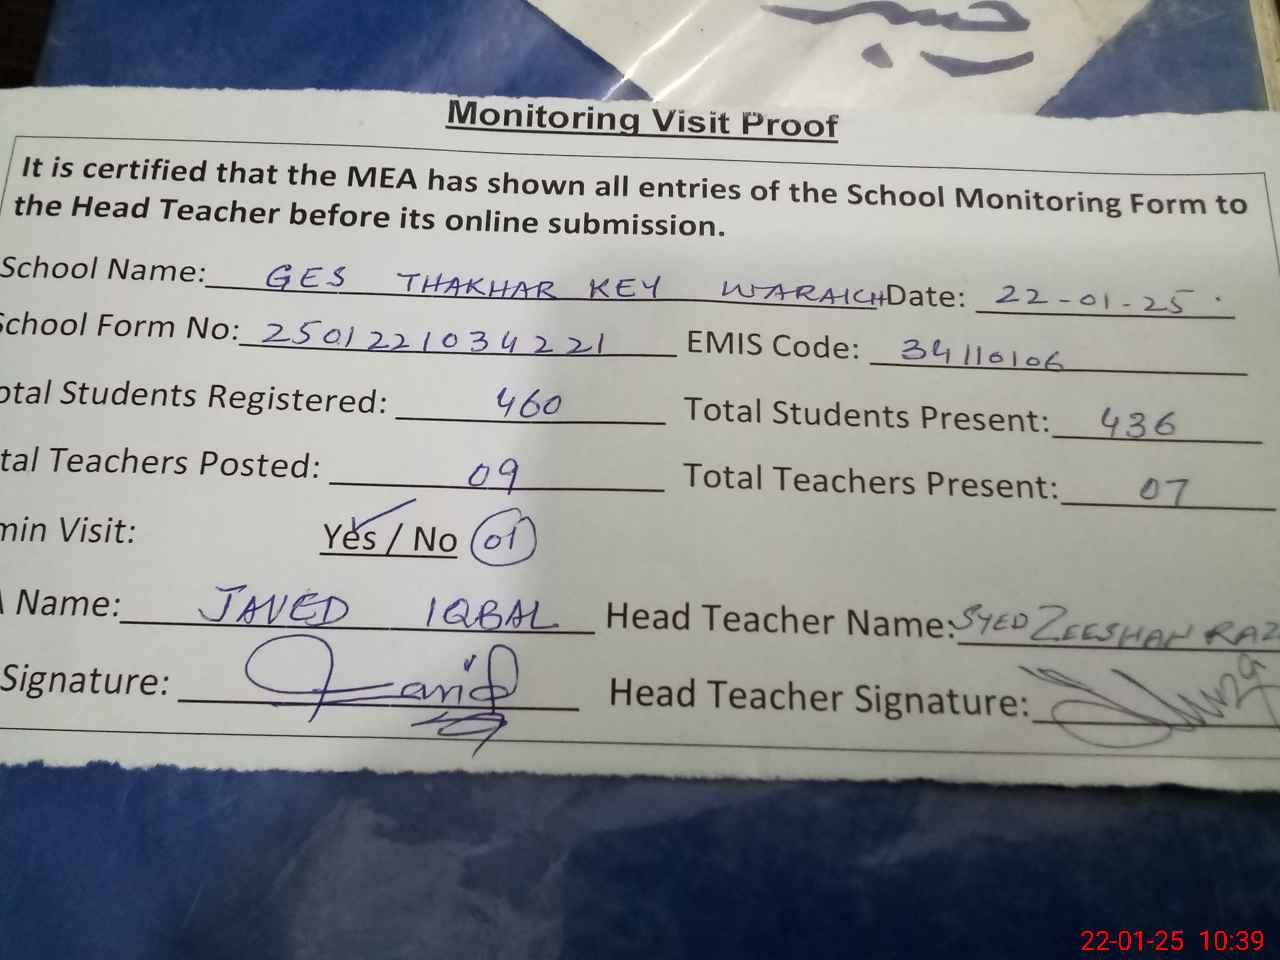 Monitoring Visit Proof
It is certified that the MEA has shown all entries of the School Monitoring Form to
the Head Teacher before its online submission.
School Name: GES THAKHAR KEY WARAICH Date: 22-01-25
School Form No: 2501221034221 EMIS Code: 34110106
otal Students Registered: 460 Total Students Present: 436
tal Teachers Posted: 09 Total Teachers Present: 07
min Visit: Yes / No 01
Name: JAVED IQBAL Head Teacher Name: SYED ZEESHAN RAZ
Signature: Head Teacher Signature:
22-01-25 10:39